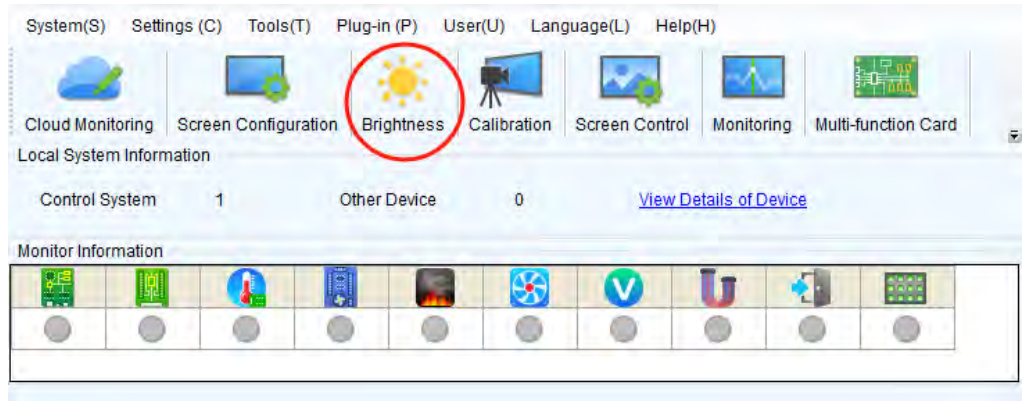 System(S) Settings (C) Tools(T) Plug-in (P) User(U) Language(L) Help(H)
Cloud Monitoring Screen Configuration Brightness Calibration Screen Control Monitoring Multi-function Card
Local System Information
Control System 1 Other Device 0 View Details of Device
Monitor Information
V